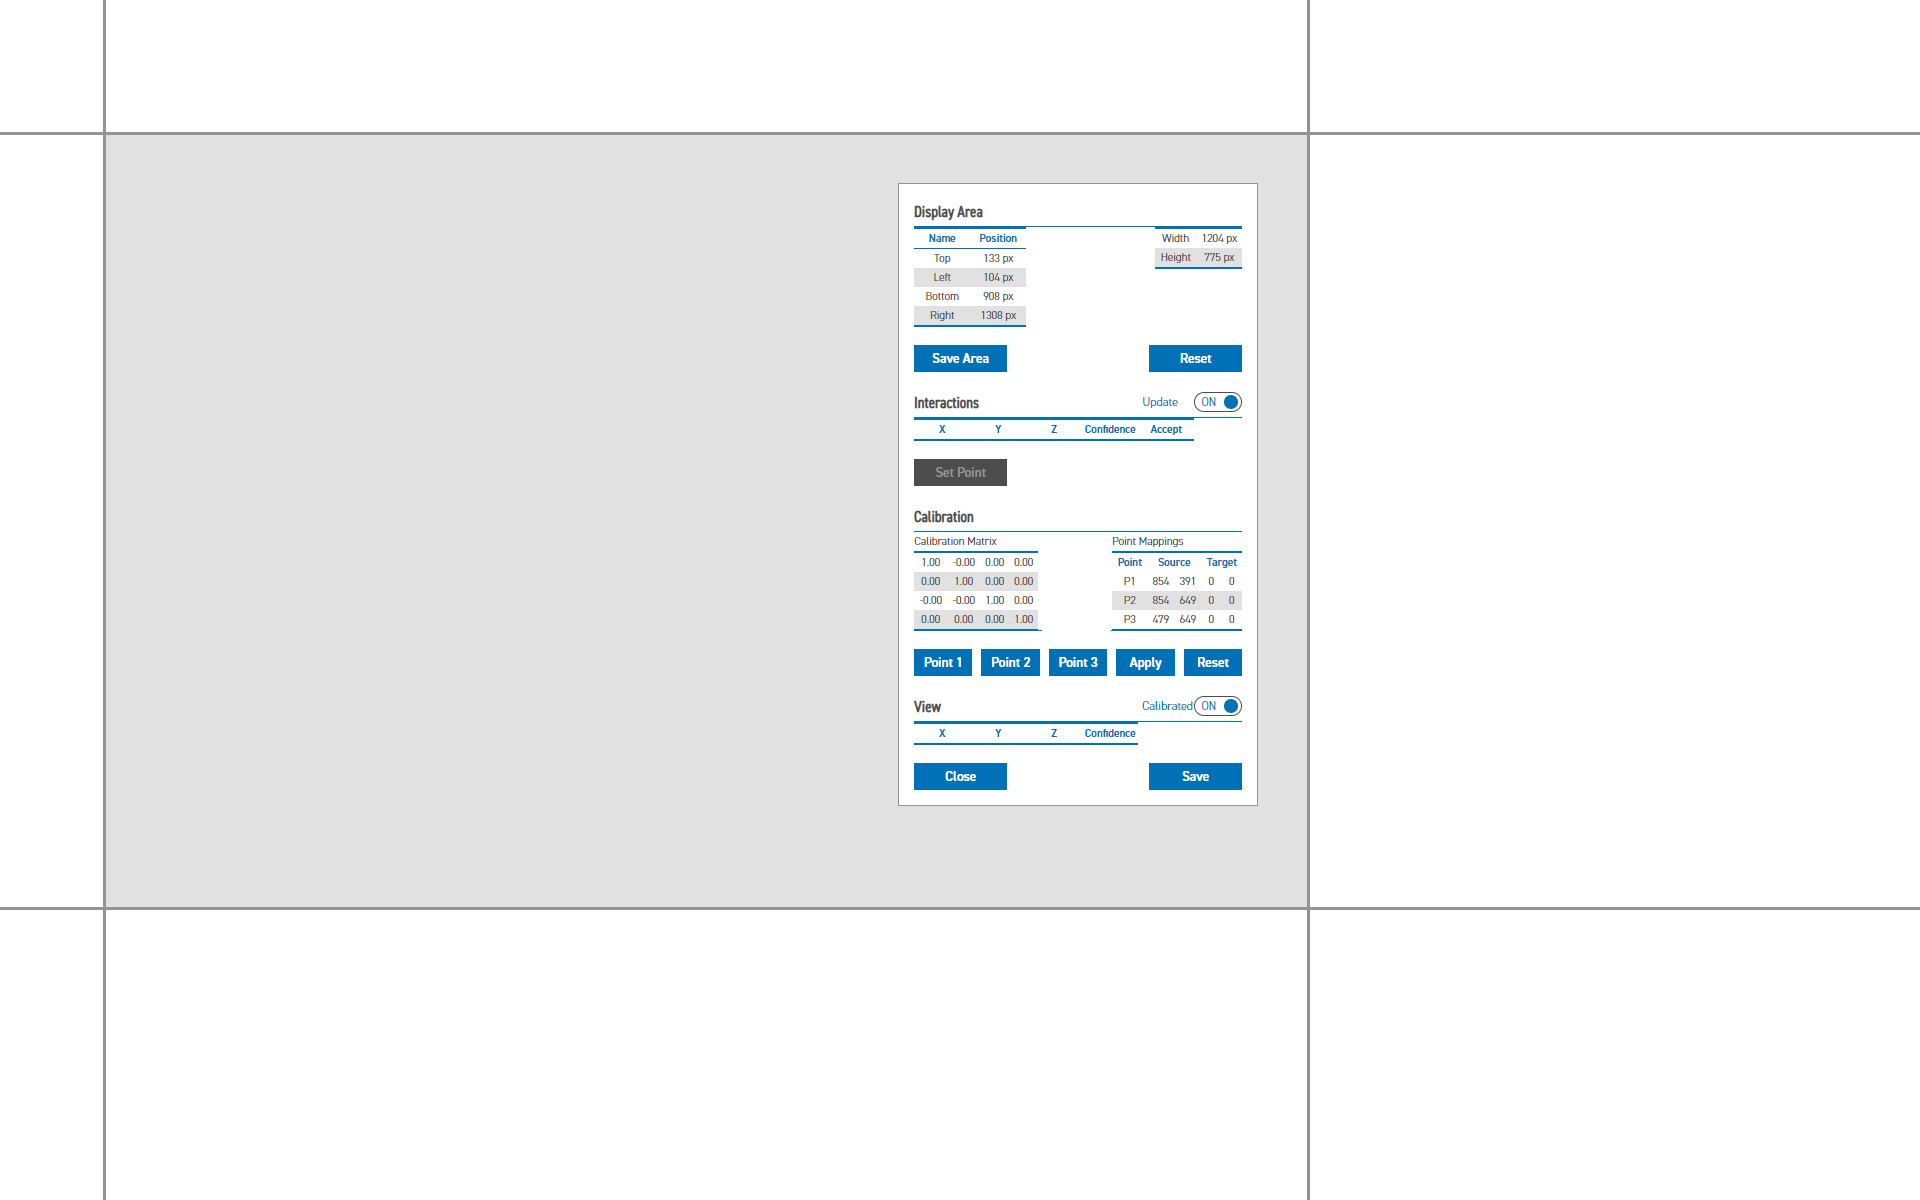 Display Area
Name Position Width 1204 px
Top 133 px Height 775 px
Left 104 px
Bottom 908 px
Right 1308 px
Save Area Reset
Interactions Update ON
X Y Z Confidence Accept
Set Point
Calibration
Calibration Matrix Point Mappings
1.00 -0.00 0.00 0.00 Point Source Target
0.00 1.00 0.00 0.00 P1 854 391 0 0
-0.00 -0.00 1.00 0.00 P2 854 649 0 0
0.00 0.00 0.00 1.00 P3 479 649 0 0
Point 1 Point 2 Point 3 Apply Reset
View Calibrated ON
X Y Z Confidence
Close Save